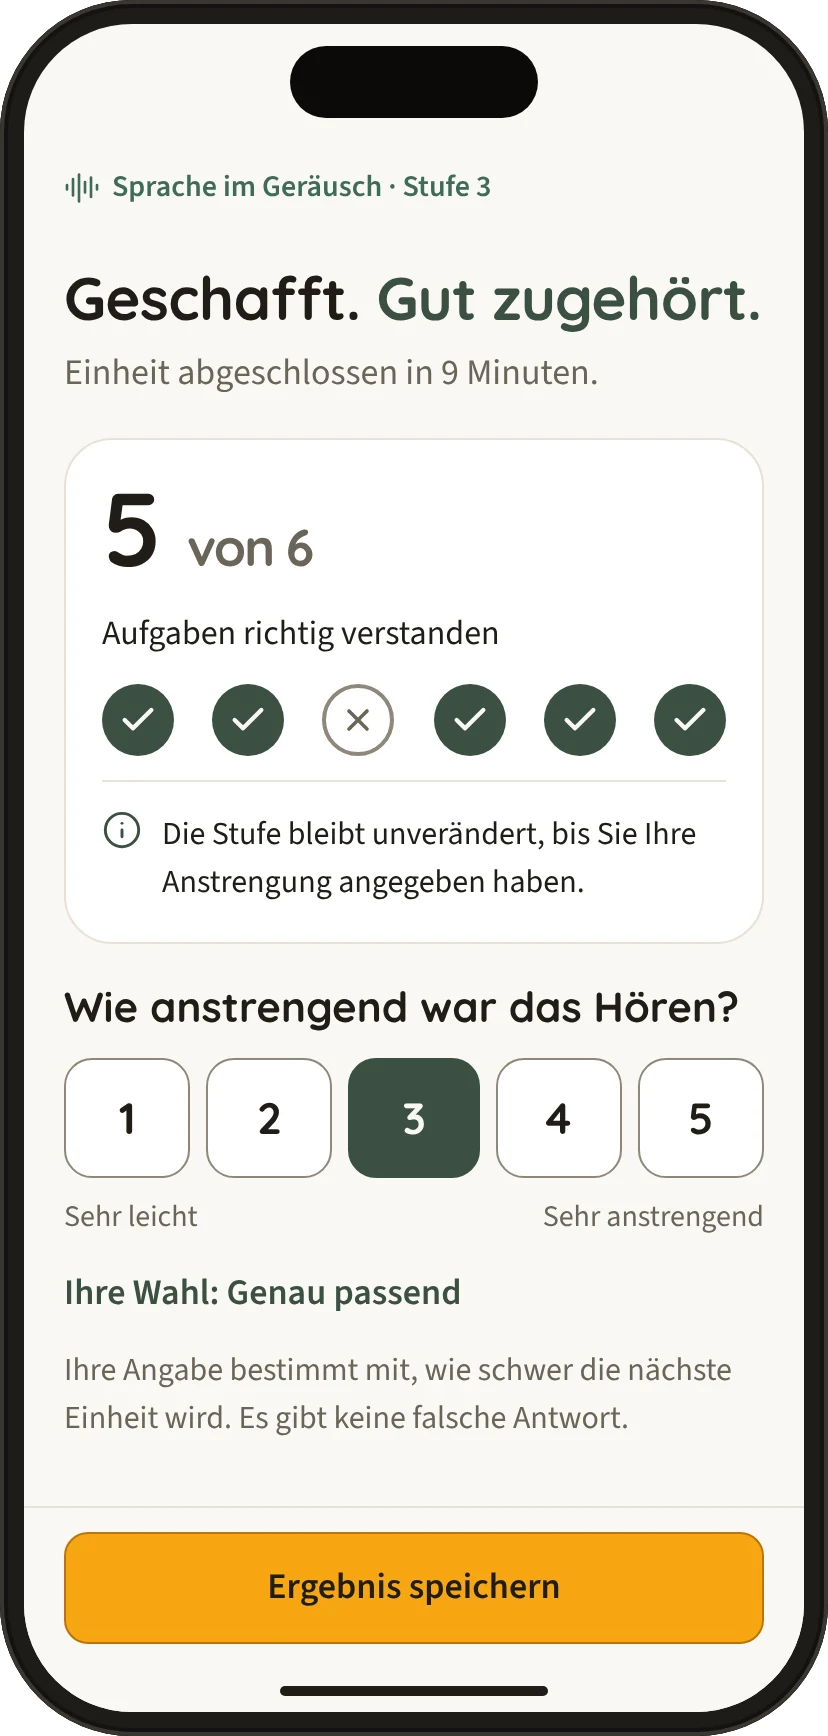 Sprache im Geräusch · Stufe 3
Geschafft. Gut zugehört.
Einheit abgeschlossen in 9 Minuten.
5 von 6
Aufgaben richtig verstanden
Die Stufe bleibt unverändert, bis Sie Ihre
Anstrengung angegeben haben.
Wie anstrengend war das Hören?
1 2 3 4 5
Sehr leicht Sehr anstrengend
Ihre Wahl: Genau passend
Ihre Angabe bestimmt mit, wie schwer die nächste
Einheit wird. Es gibt keine falsche Antwort.
Ergebnis speichern